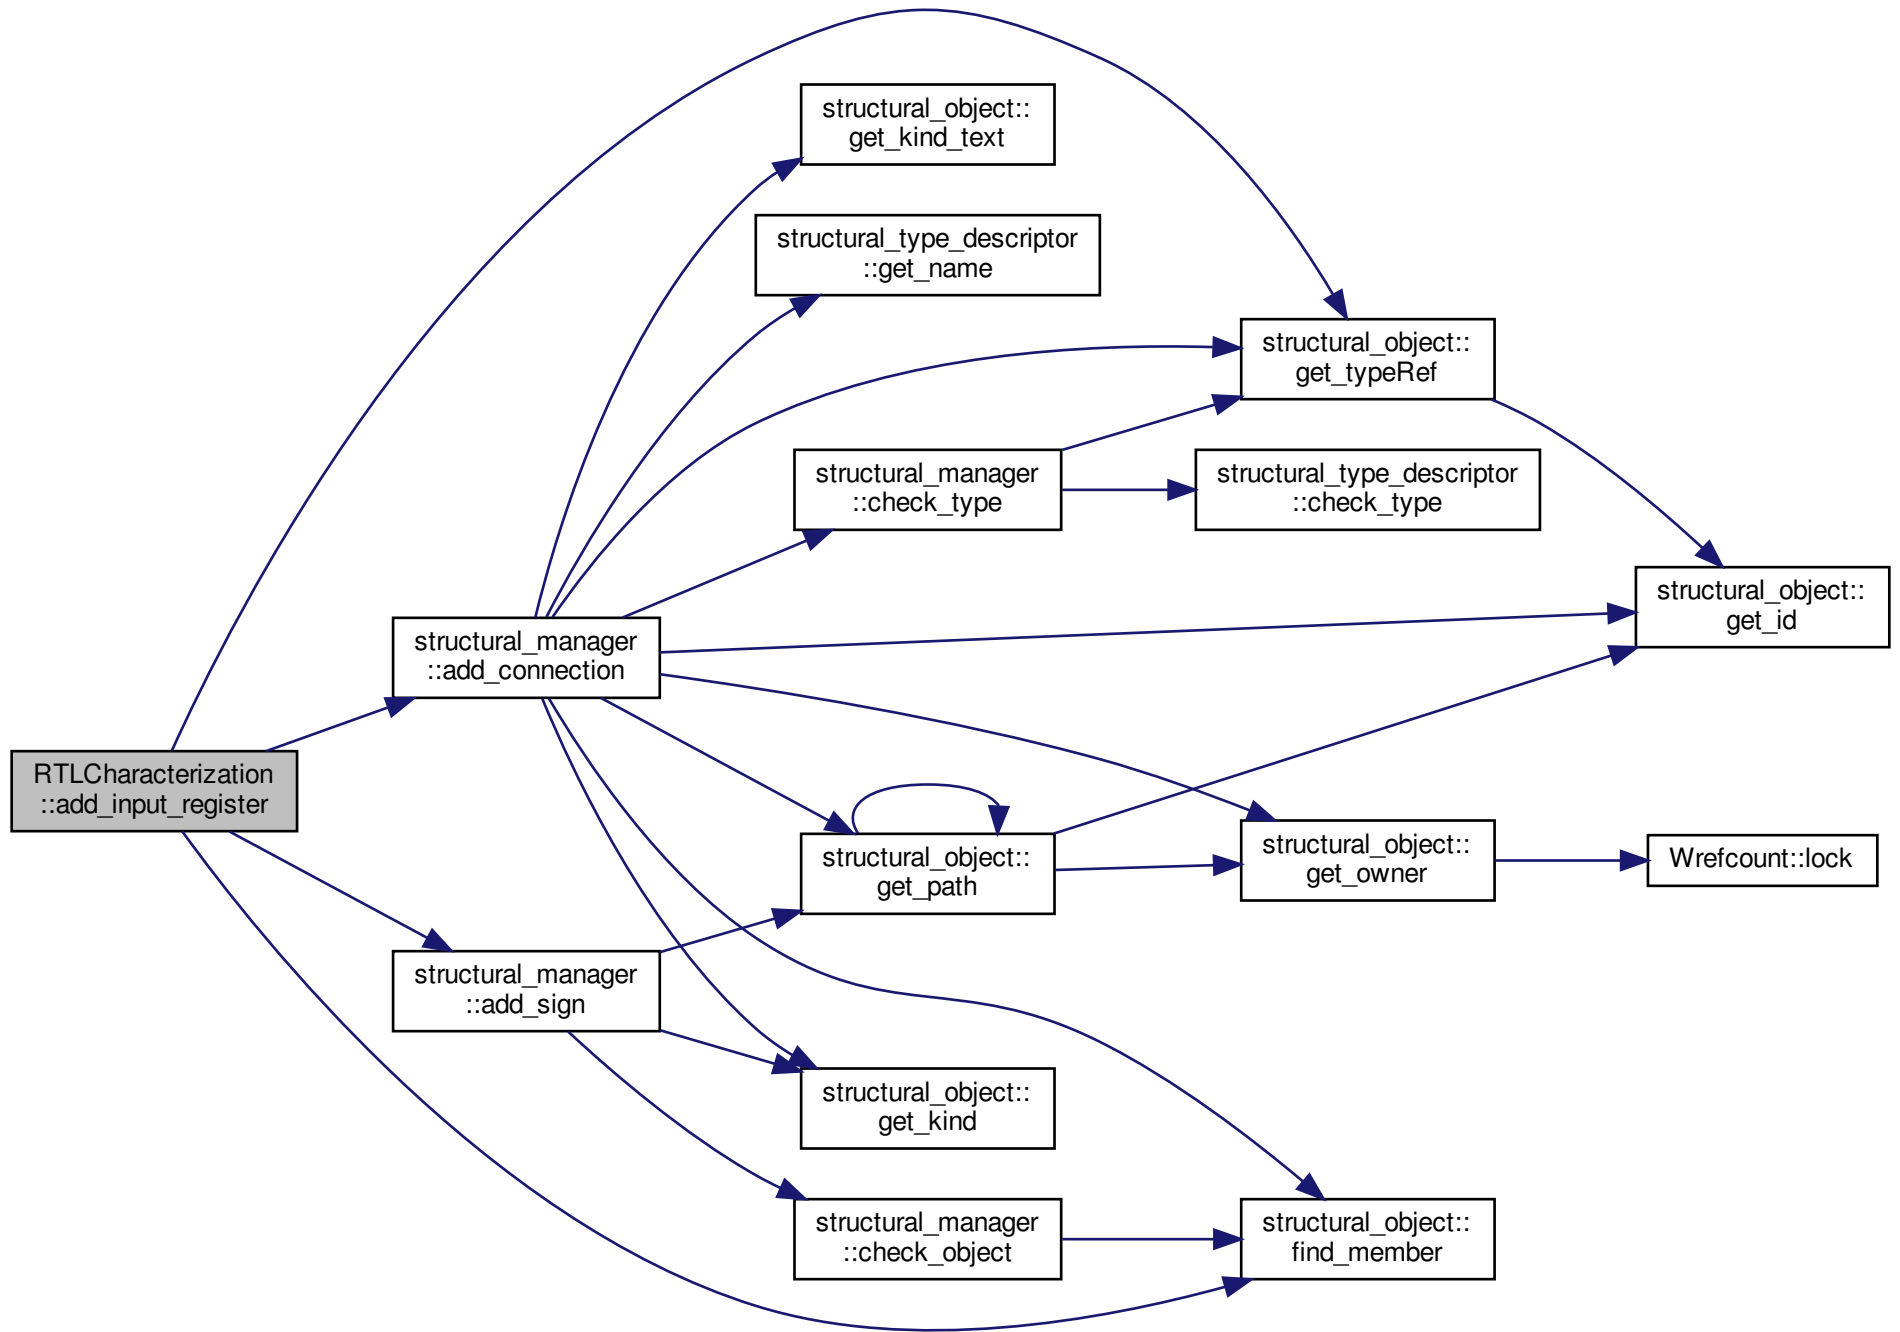 structural_object::
get_kind_text
structural_type_descriptor
::get_name
structural_object::
get_typeRef
structural_manager
::check_type
structural_type_descriptor
::check_type
structural_object::
get_id
structural_manager
::add_connection
RTLCharacterization
::add_input_register
structural_object::
get_path
structural_object::
get_owner
Wrefcount::lock
structural_manager
::add_sign
structural_object::
get_kind
structural_manager
::check_object
structural_object::
find_member